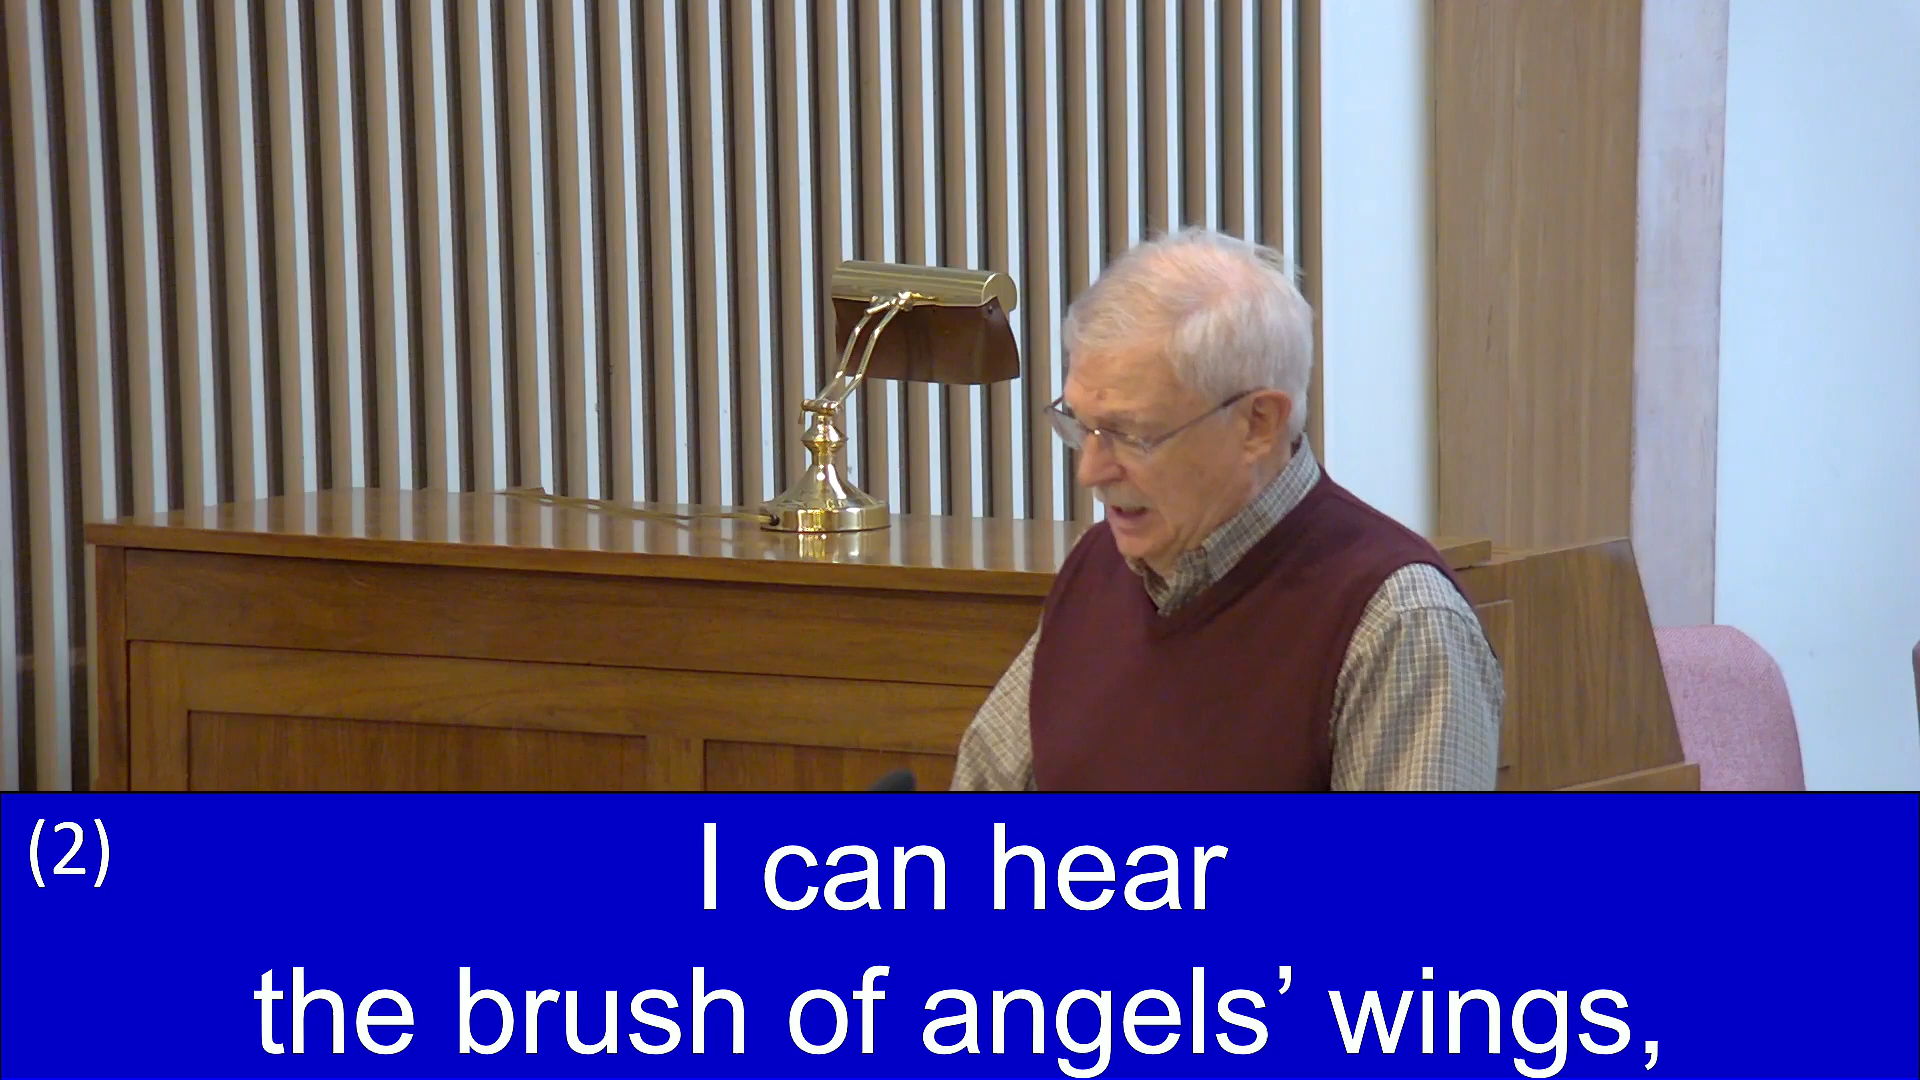 (2)
I can hear
the brush of angels’ wings,